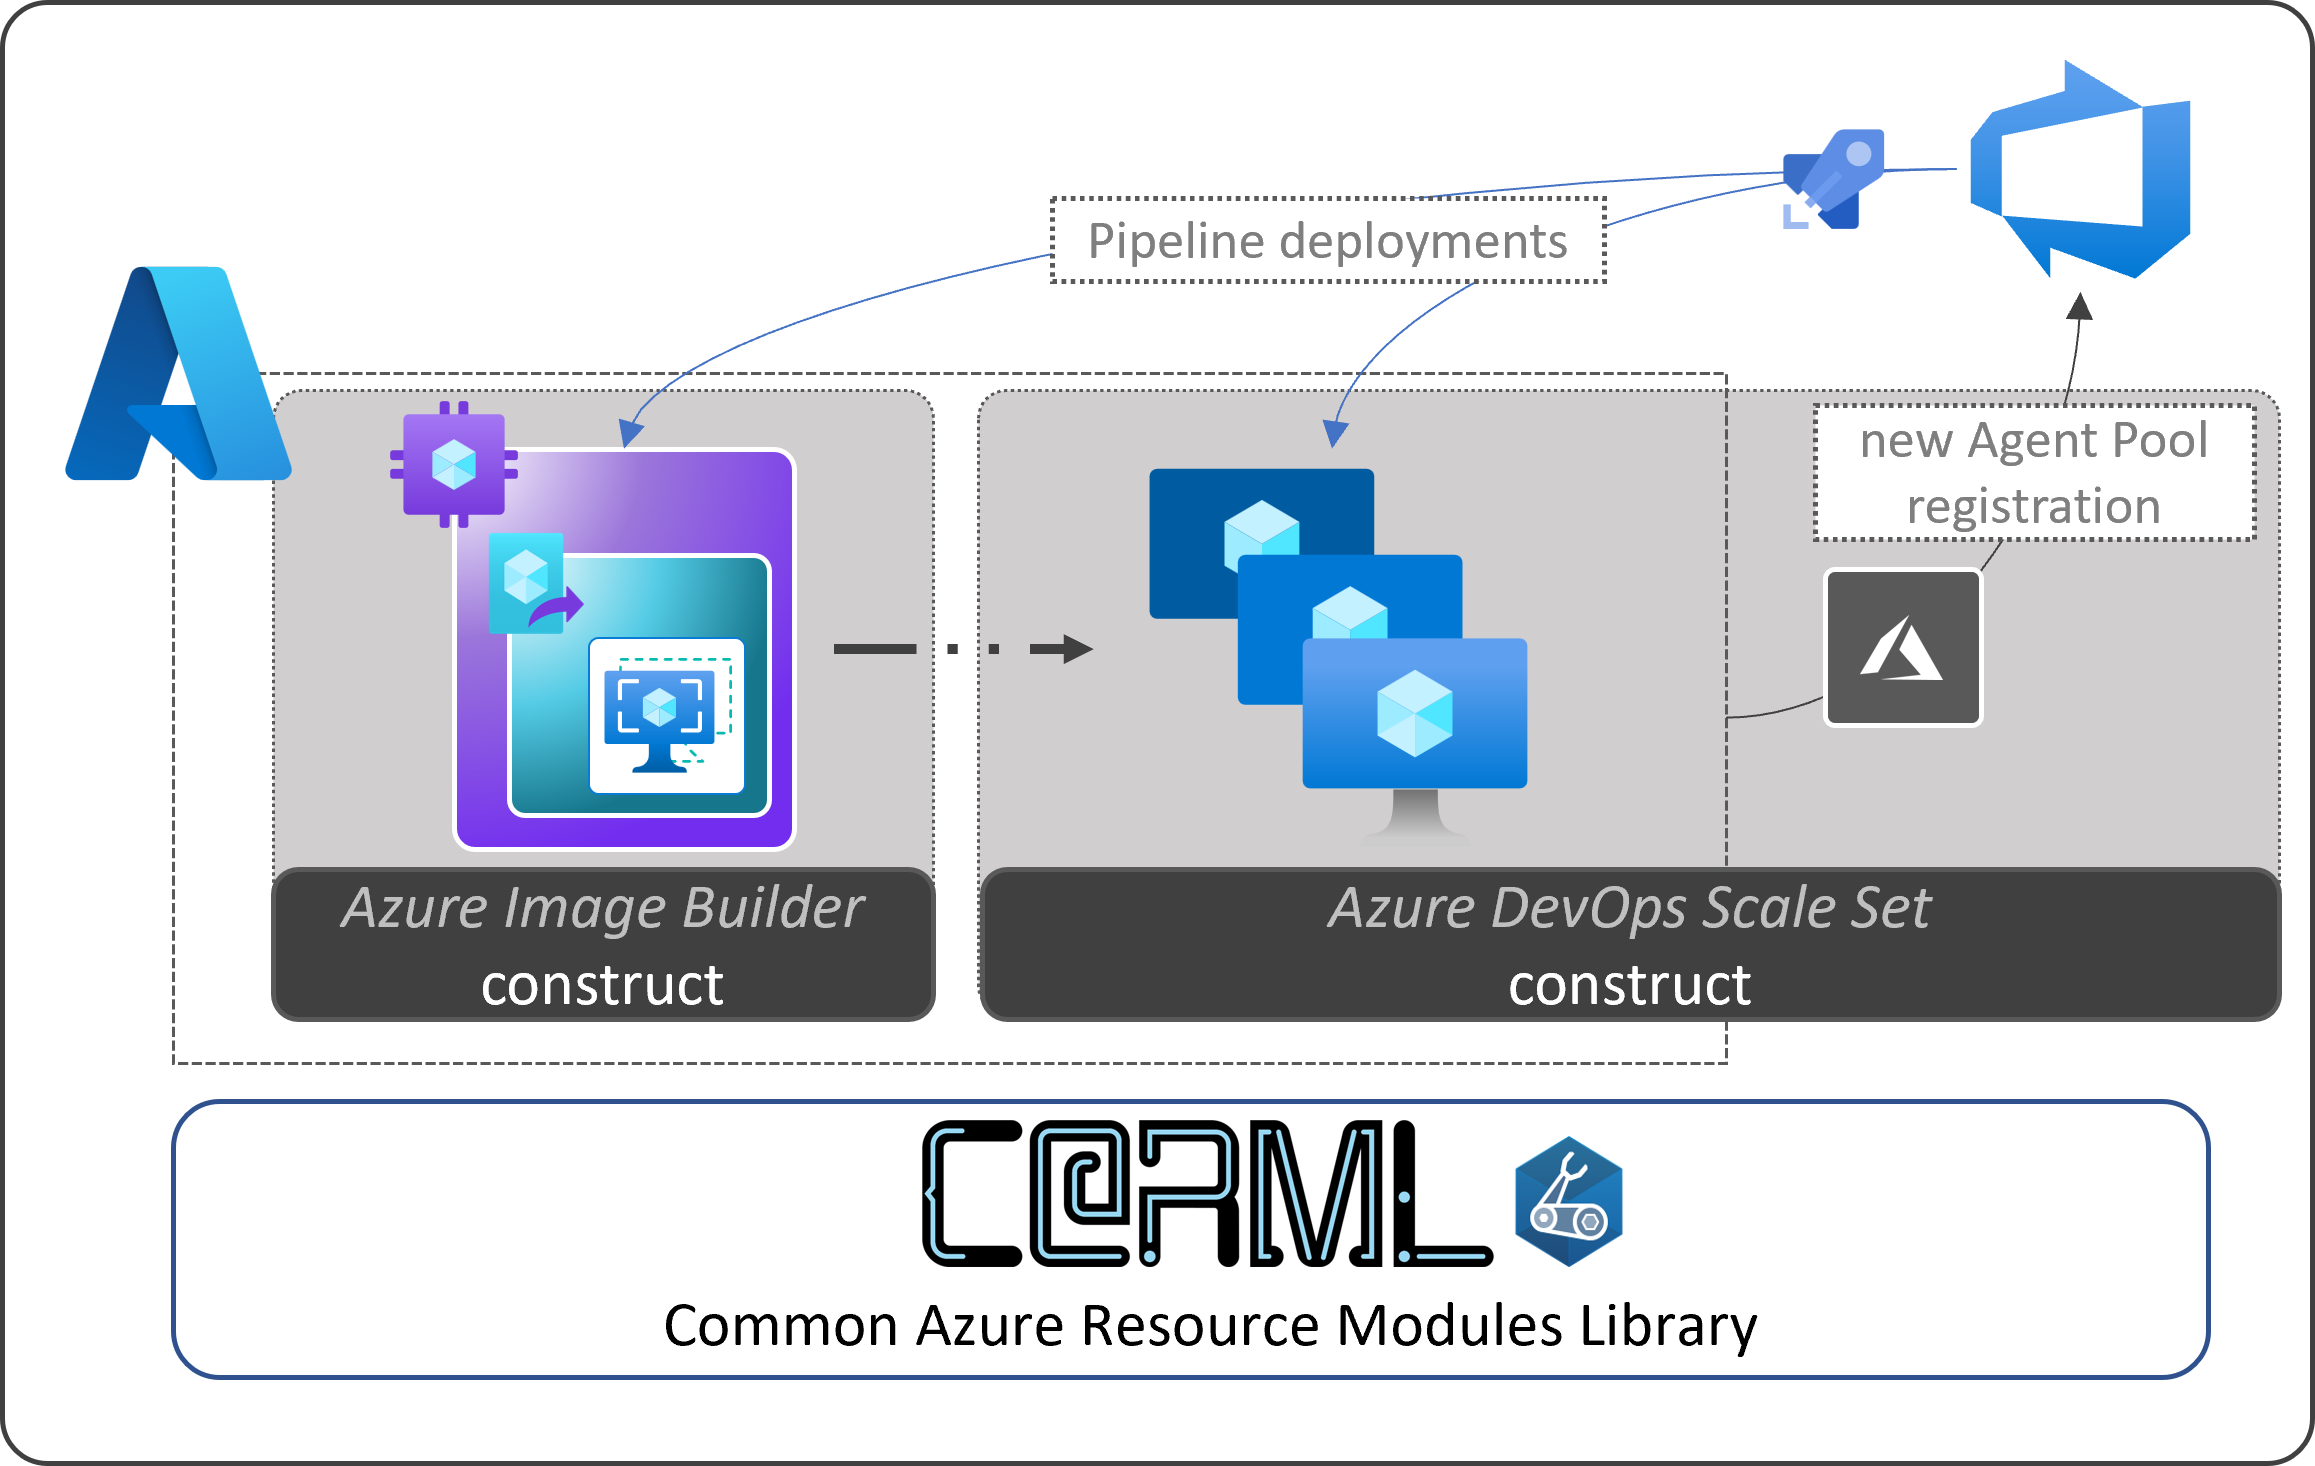 Pipeline deployments
new Agent Pool
registration
Azure Image Builder
construct
Azure DevOps Scale Set
construct
C@RML
Common Azure Resource Modules Library